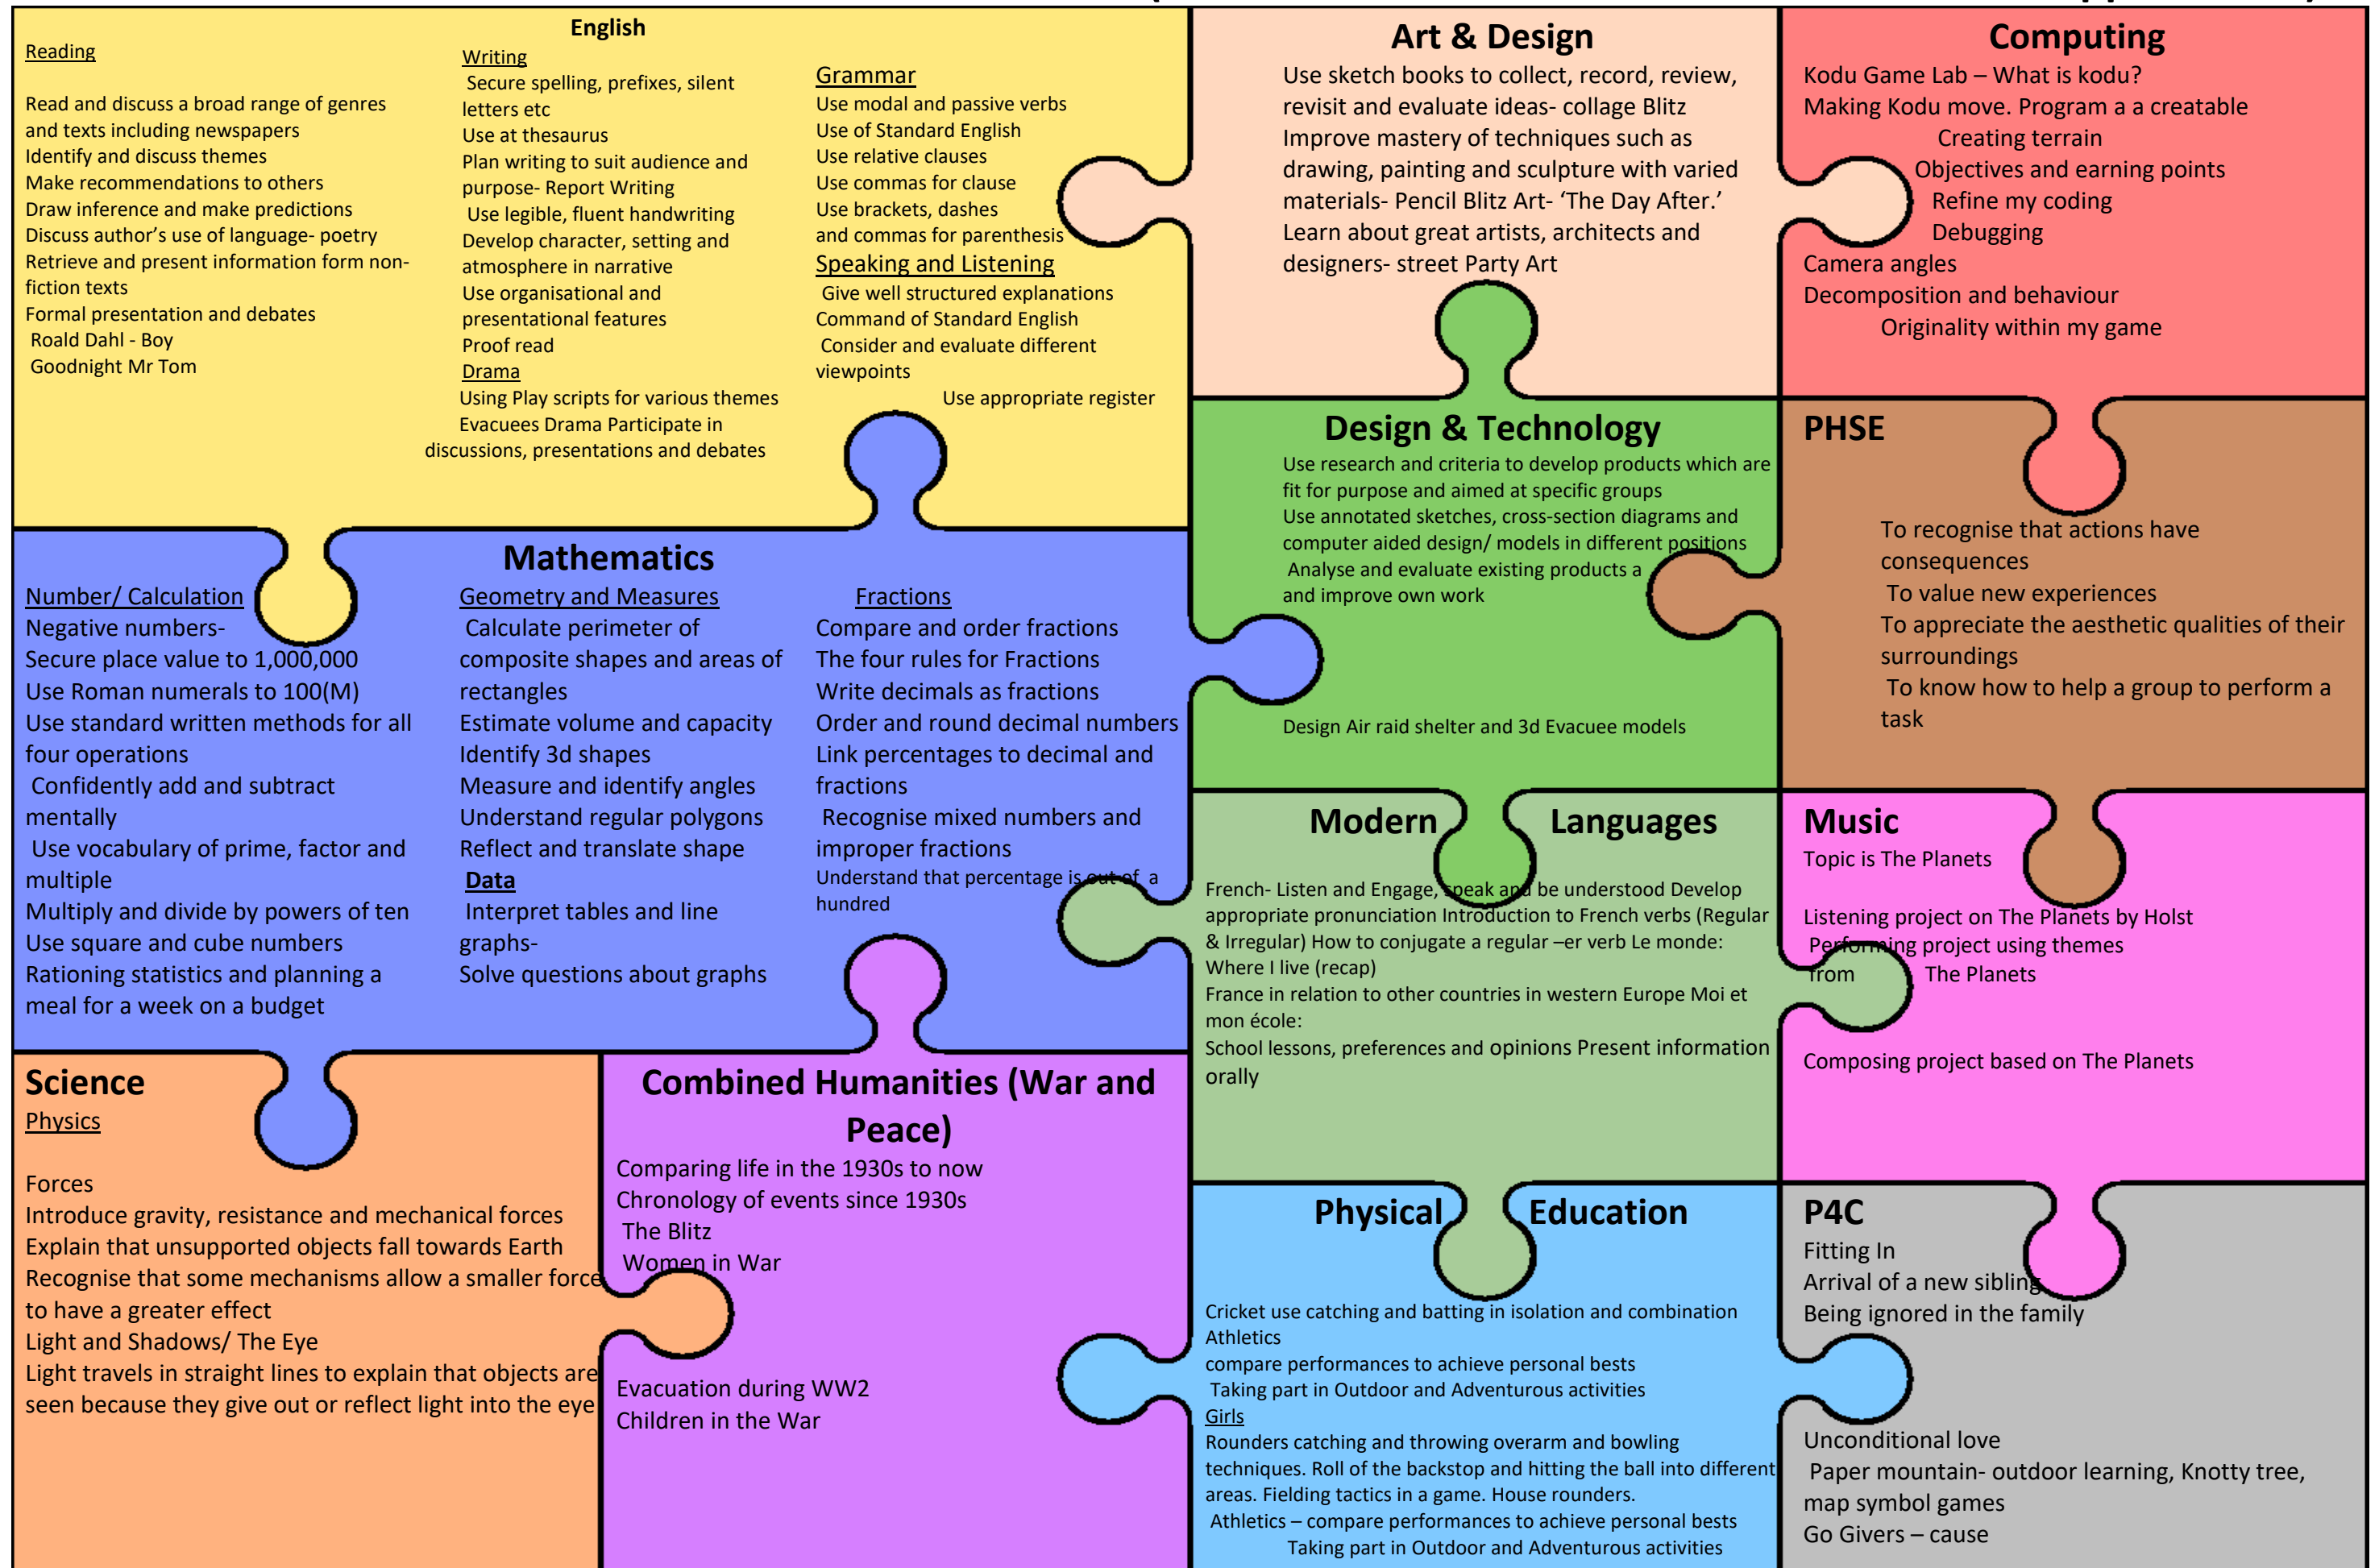 English
Reading
Read and discuss a broad range of genres
and texts including newspapers
Identify and discuss themes
Make recommendations to others
Draw inference and make predictions
Discuss author's use of language- poetry
Retrieve and present information form non-
fiction texts
Formal presentation and debates
Roald Dahl - Boy
Goodnight Mr Tom
Writing
Secure spelling, prefixes, silent
letters etc
Use at thesaurus
Plan writing to suit audience and
purpose- Report Writing
Use legible, fluent handwriting
Develop character, setting and
atmosphere in narrative
Use organisational and
presentational features
Proof read
Drama
Using Play scripts for various themes
Evacuees Drama Participate in
discussions, presentations and debates
Grammar
Use modal and passive verbs
Use of Standard English
Use relative clauses
Use commas for clause
Use brackets, dashes
and commas for parenthesis
Speaking and Listening
Give well structured explanations
Command of Standard English
Consider and evaluate different
viewpoints
Use appropriate register
Art & Design
Use sketch books to collect, record, review,
revisit and evaluate ideas- collage Blitz
Improve mastery of techniques such as
drawing, painting and sculpture with varied
materials- Pencil Blitz Art- ‘The Day After.’
Learn about great artists, architects and
designers- street Party Art
Computing
Kodu Game Lab – What is kodu?
Making Kodu move. Program a a creatable
Creating terrain
Objectives and earning points
Refine my coding
Debugging
Camera angles
Decomposition and behaviour
Originality within my game
Design & Technology
Use research and criteria to develop products which are
fit for purpose and aimed at specific groups
Use annotated sketches, cross-section diagrams and
computer aided design/ models in different positions
Analyse and evaluate existing products a
and improve own work
Design Air raid shelter and 3d Evacuee models
PHSE
To recognise that actions have
consequences
To value new experiences
To appreciate the aesthetic qualities of their
surroundings
To know how to help a group to perform a
task
Mathematics
Number/ Calculation
Negative numbers-
Secure place value to 1,000,000
Use Roman numerals to 100(M)
Use standard written methods for all
four operations
Confidently add and subtract
mentally
Use vocabulary of prime, factor and
multiple
Multiply and divide by powers of ten
Use square and cube numbers
Rationing statistics and planning a
meal for a week on a budget
Geometry and Measures
Calculate perimeter of
composite shapes and areas of
rectangles
Estimate volume and capacity
Identify 3d shapes
Measure and identify angles
Understand regular polygons
Reflect and translate shape
Data
Interpret tables and line
graphs-
Solve questions about graphs
Fractions
Compare and order fractions
The four rules for Fractions
Write decimals as fractions
Order and round decimal numbers
Link percentages to decimal and
fractions
Recognise mixed numbers and
improper fractions
Understand that percentage is out of a
hundred
Modern Languages
French- Listen and Engage, speak and be understood Develop
appropriate pronunciation Introduction to French verbs (Regular
& Irregular) How to conjugate a regular –er verb Le monde:
Where I live (recap)
France in relation to other countries in western Europe Moi et
mon école:
School lessons, preferences and opinions Present information
orally
Music
Topic is The Planets
Listening project on The Planets by Holst
Performing project using themes
from The Planets
Composing project based on The Planets
Science
Physics
Forces
Introduce gravity, resistance and mechanical forces
Explain that unsupported objects fall towards Earth
Recognise that some mechanisms allow a smaller force
to have a greater effect
Light and Shadows/ The Eye
Light travels in straight lines to explain that objects are
seen because they give out or reflect light into the eye
Combined Humanities (War and
Peace)
Comparing life in the 1930s to now
Chronology of events since 1930s
The Blitz
Women in War
Evacuation during WW2
Children in the War
Physical Education
Cricket use catching and batting in isolation and combination
Athletics
compare performances to achieve personal bests
Taking part in Outdoor and Adventurous activities
Girls
Rounders catching and throwing overarm and bowling
techniques. Roll of the backstop and hitting the ball into different
areas. Fielding tactics in a game. House rounders.
Athletics – compare performances to achieve personal bests
Taking part in Outdoor and Adventurous activities
P4C
Fitting In
Arrival of a new sibling
Being ignored in the family
Unconditional love
Paper mountain- outdoor learning, Knotty tree,
map symbol games
Go Givers – cause